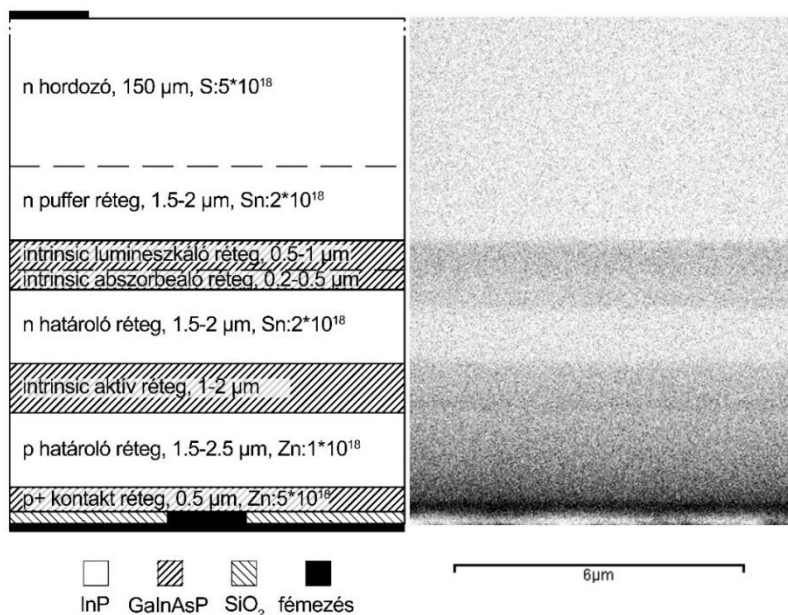 n hordozó, 150 µm, S:5*10¹⁸
n puffer réteg, 1.5-2 µm, Sn:2*10¹⁸
intrinsic lumineszkáló réteg, 0.5-1 µm
intrinsic abszorbeáló réteg, 0.2-0.5 µm
n határoló réteg, 1.5-2 µm, Sn:2*10¹⁸
intrinsic aktív réteg, 1-2 µm
p határoló réteg, 1.5-2.5 µm, Zn:1*10¹⁸
p+ kontakt réteg, 0.5 µm, Zn:5*10¹⁸
6µm
InP GaInAsP SiO₂ fémezés